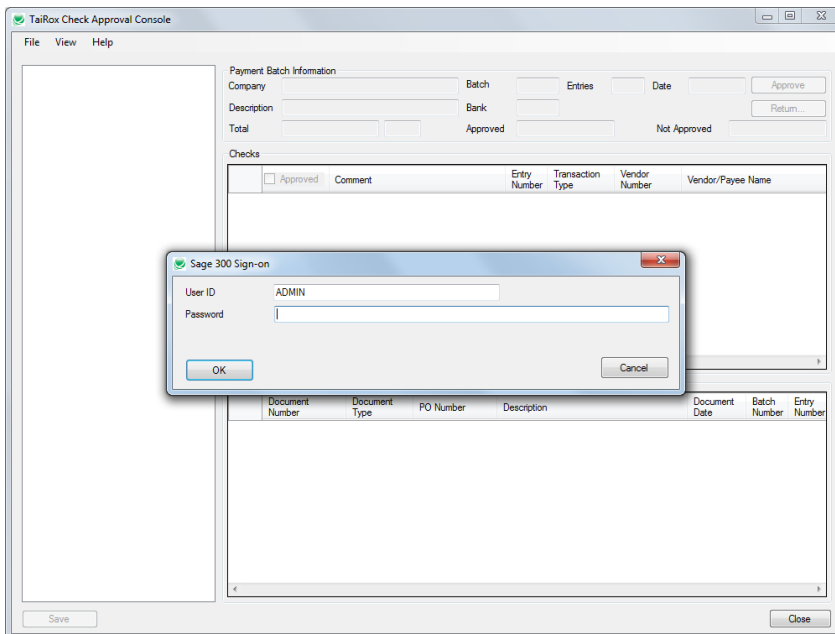 TaiRox Check Approval Console
File View Help
Payment Batch Information
Company Batch Entries Date Approve
Description Bank Return...
Total Approved Not Approved
Checks
Approved Comment Entry Number Transaction Type Vendor Number Vendor/Payee Name
Sage 300 Sign-on
User ID ADMIN
Password
OK Cancel
Document Number Document Type PO Number Description Document Date Batch Number Entry Number
Save Close